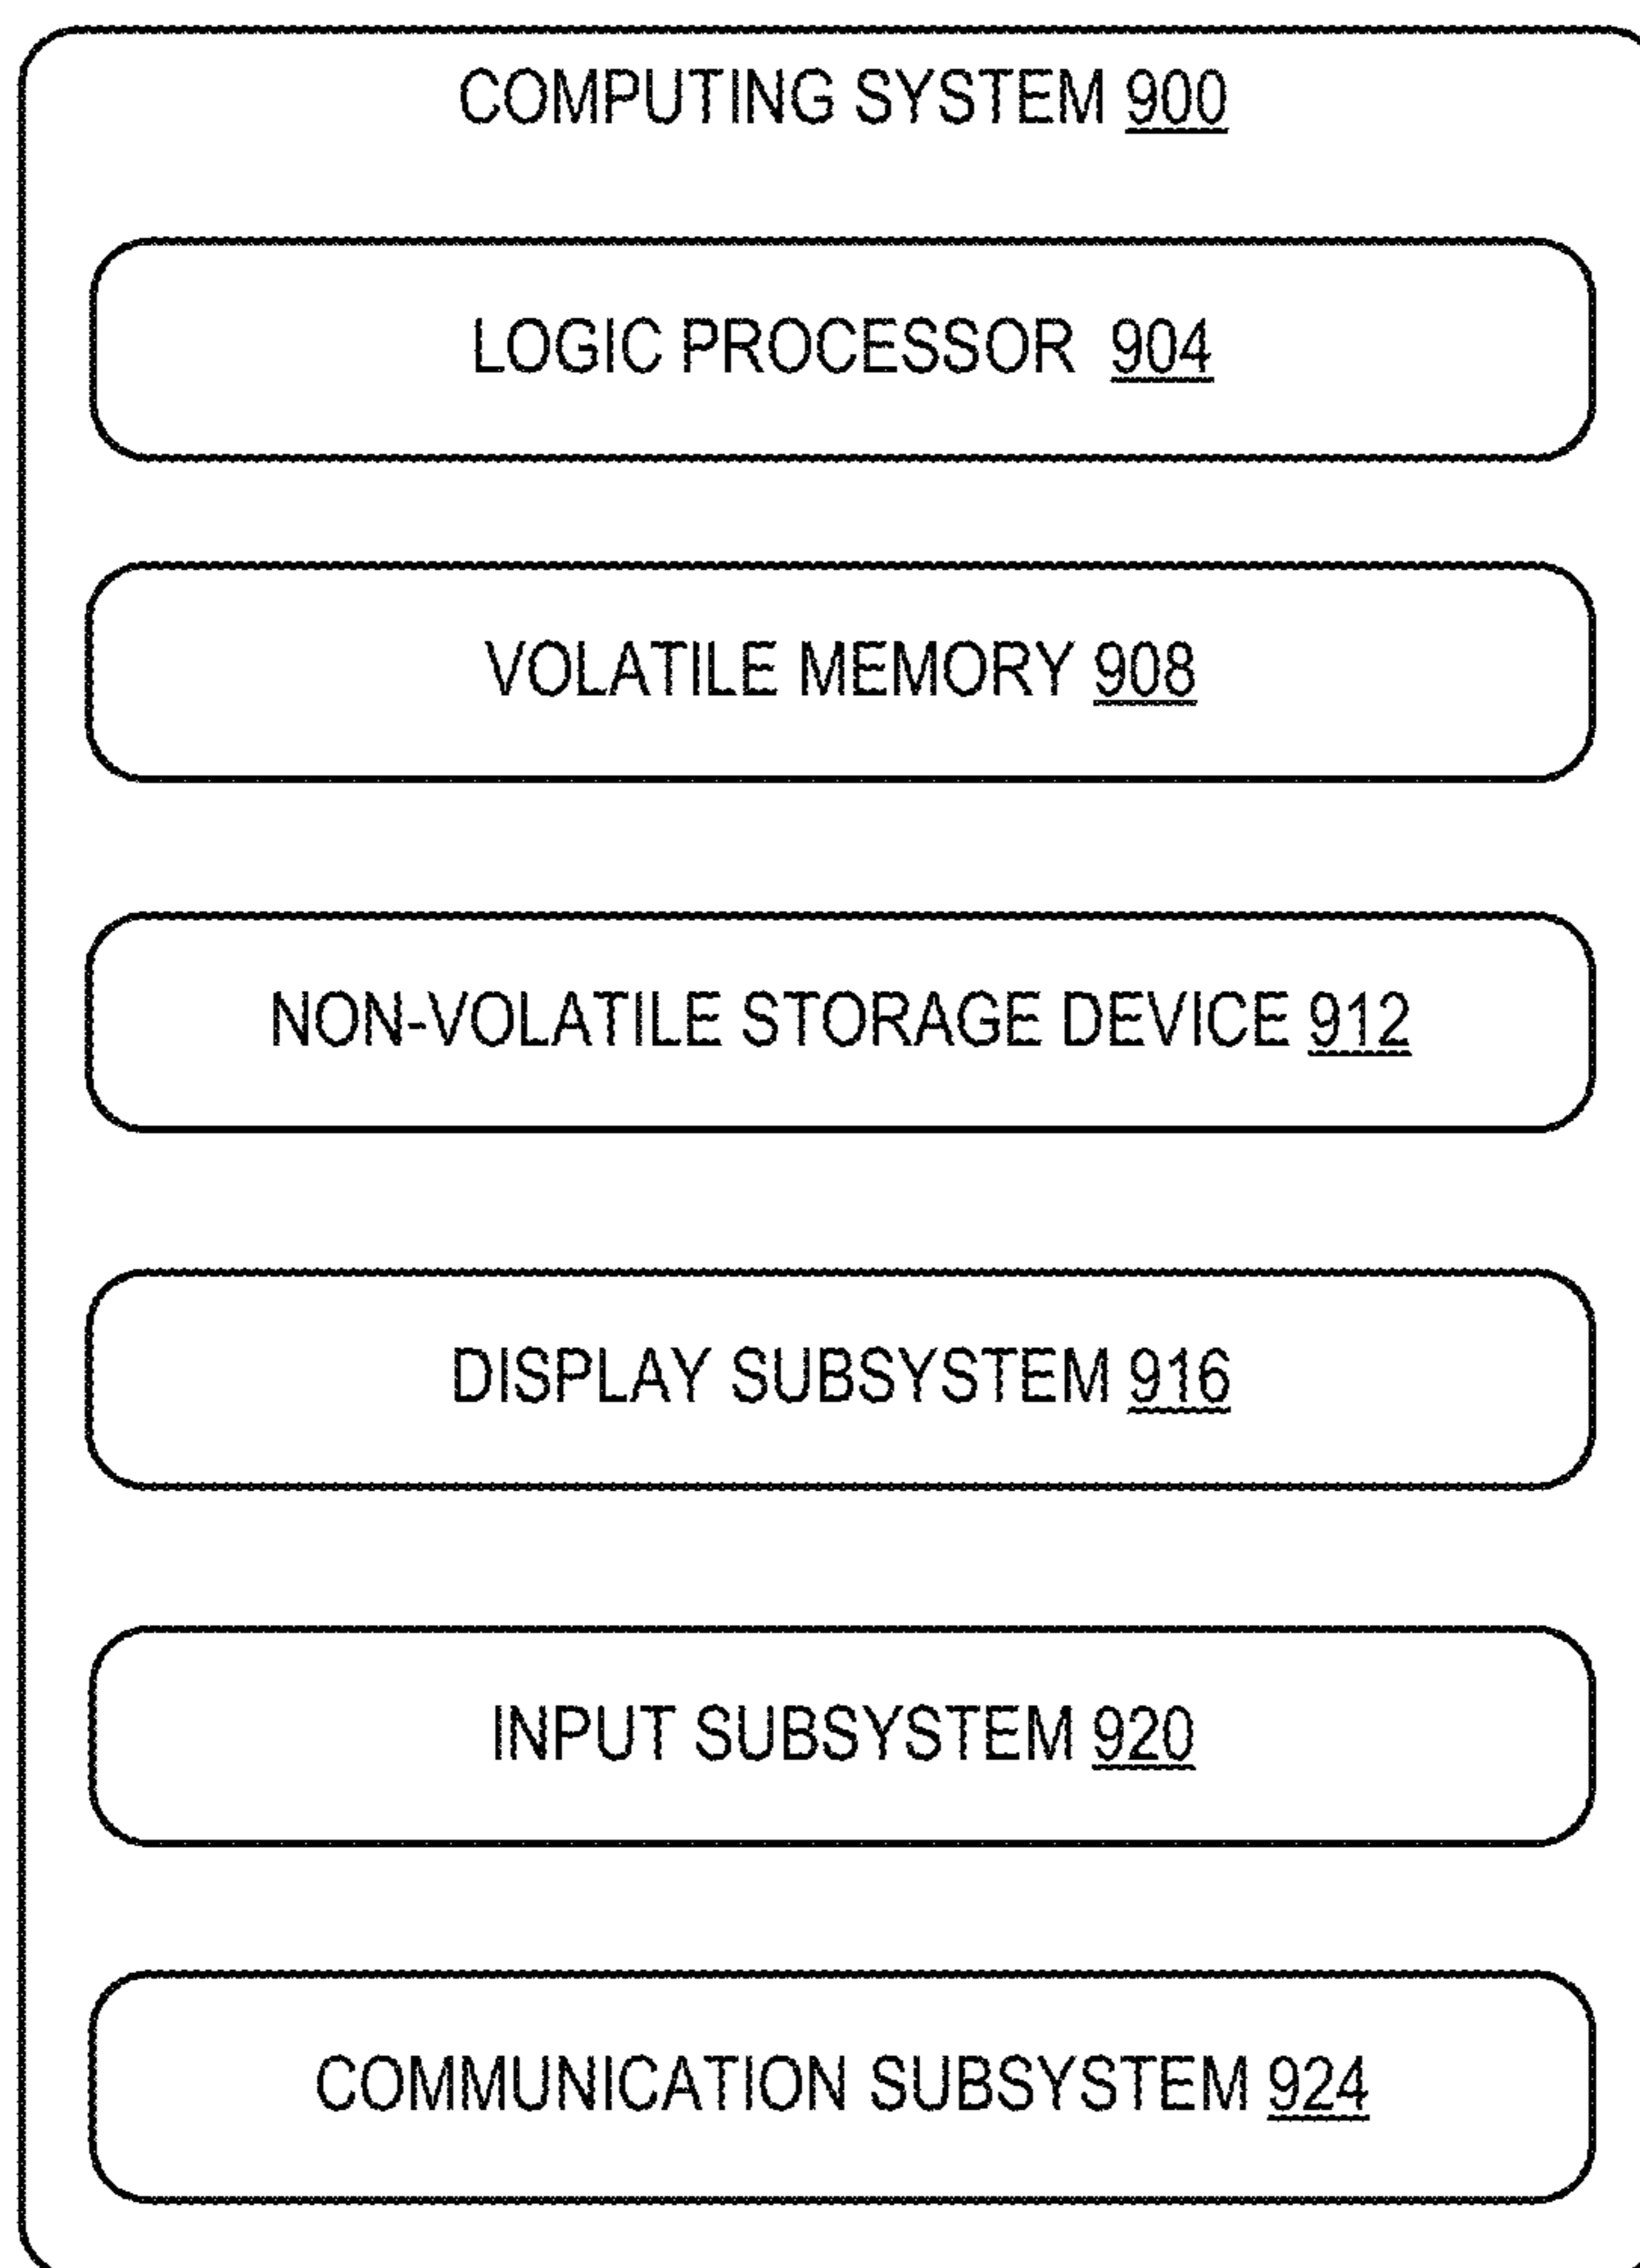 COMPUTING SYSTEM 900
LOGIC PROCESSOR 904
VOLATILE MEMORY 908
NON-VOLATILE STORAGE DEVICE 912
DISPLAY SUBSYSTEM 916
INPUT SUBSYSTEM 920
COMMUNICATION SUBSYSTEM 924